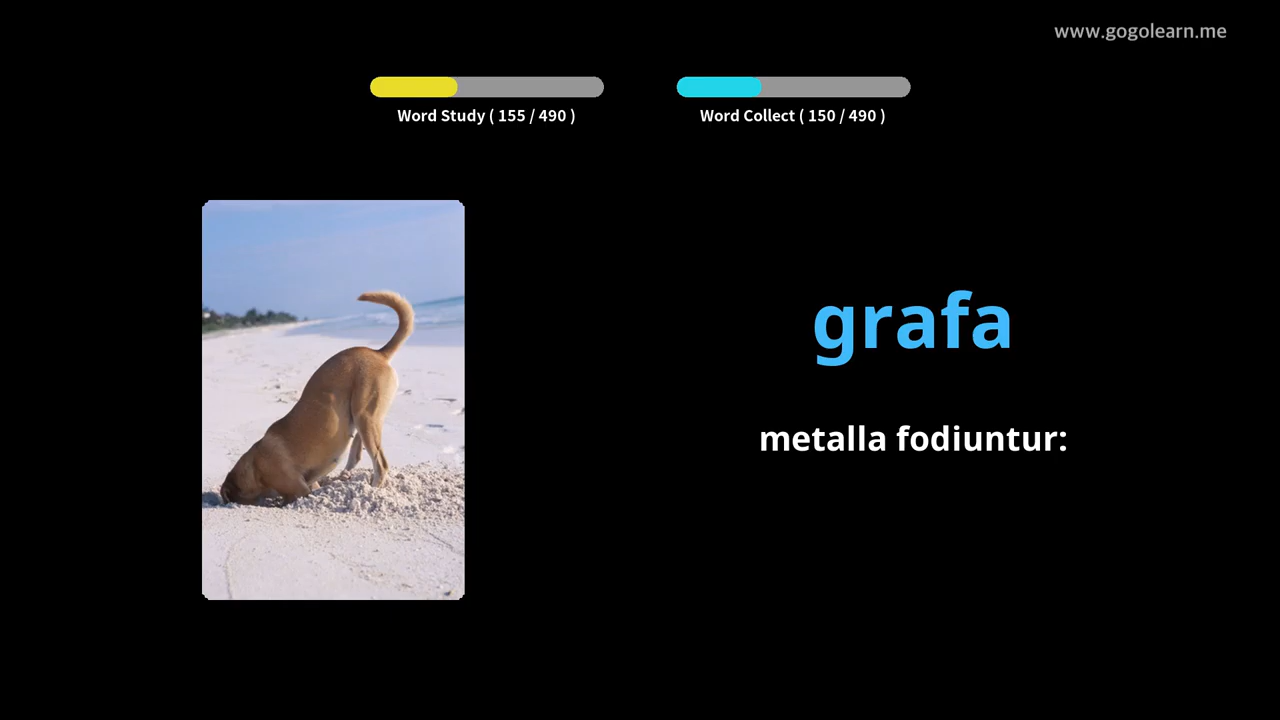 www.gogolearn.me
Word Study ( 155 / 490 )
Word Collect ( 150 / 490 )
grafa
metalla fodiuntur: